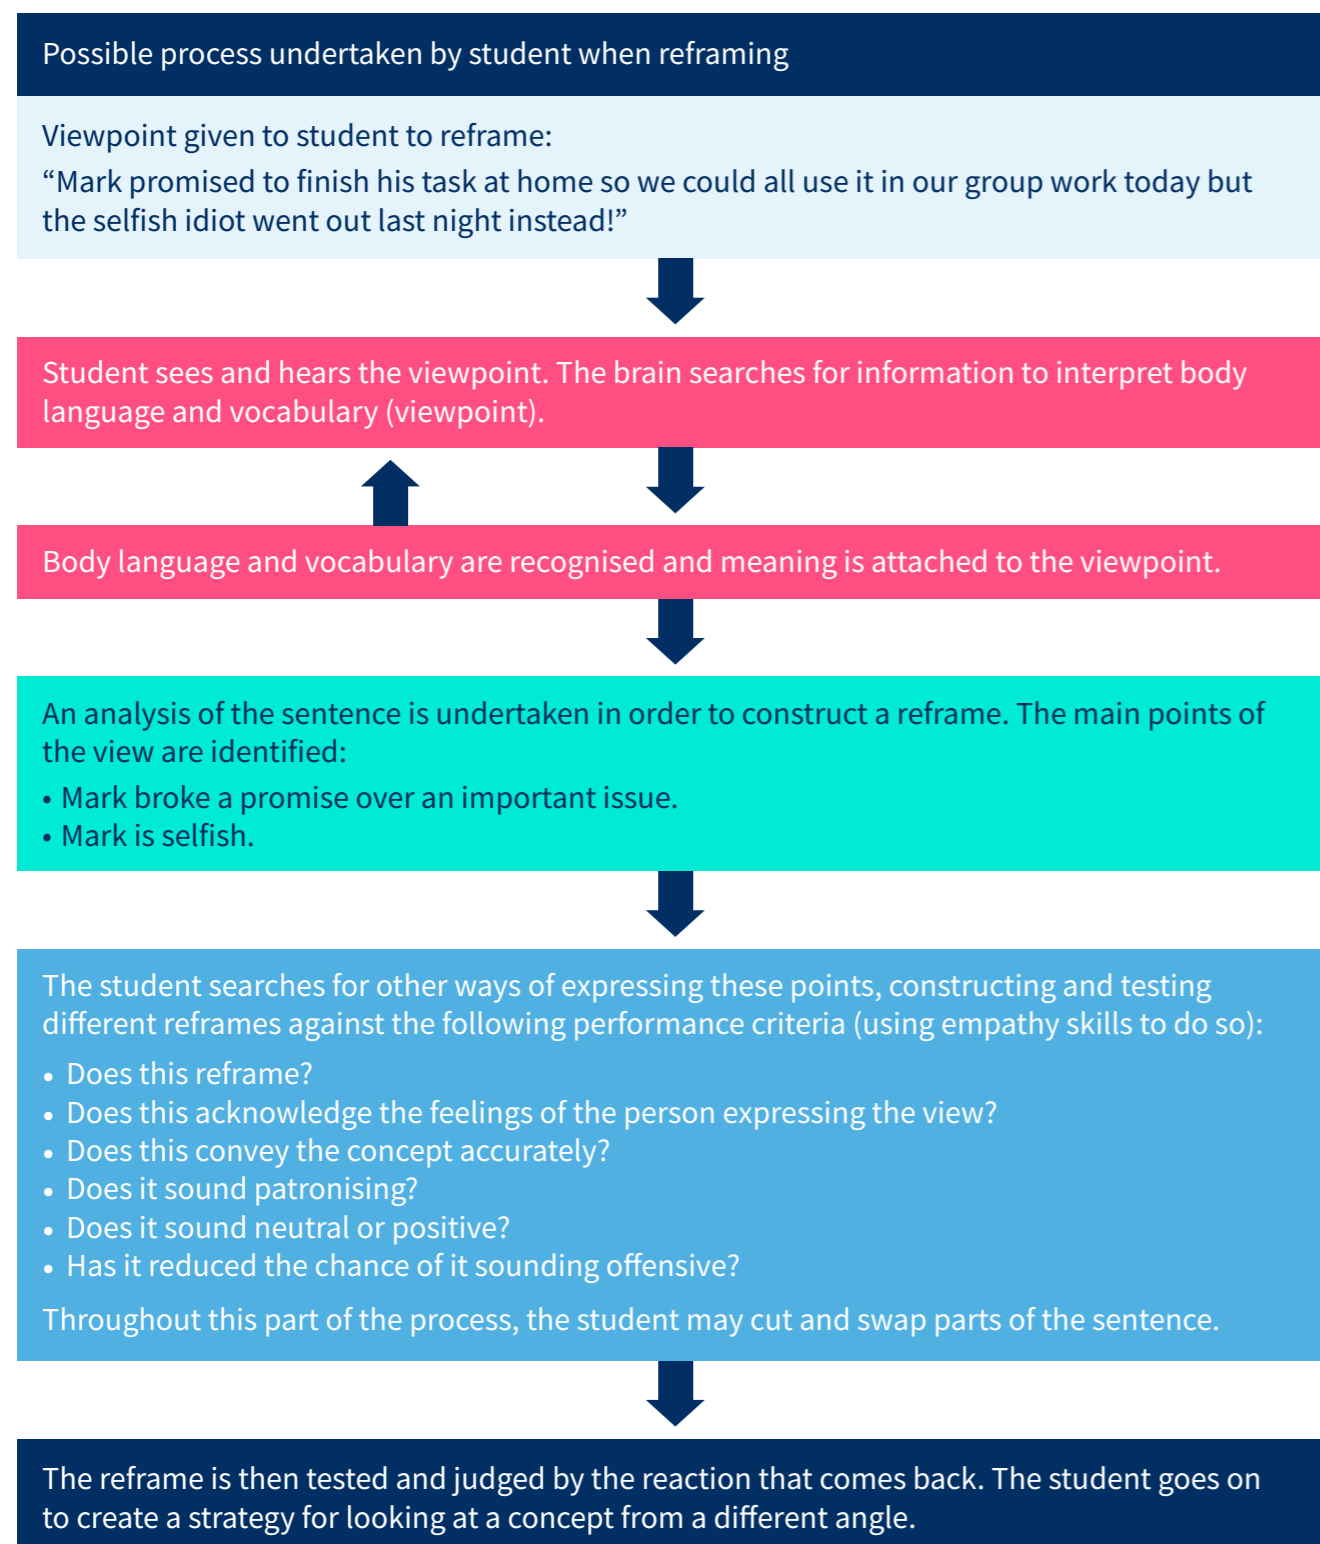 Possible process undertaken by student when reframing
Viewpoint given to student to reframe:
“Mark promised to finish his task at home so we could all use it in our group work today but
the selfish idiot went out last night instead!”
Student sees and hears the viewpoint. The brain searches for information to interpret body
language and vocabulary (viewpoint).
Body language and vocabulary are recognised and meaning is attached to the viewpoint.
An analysis of the sentence is undertaken in order to construct a reframe. The main points of
the view are identified:
• Mark broke a promise over an important issue.
• Mark is selfish.
The student searches for other ways of expressing these points, constructing and testing
different reframes against the following performance criteria (using empathy skills to do so):
• Does this reframe?
• Does this acknowledge the feelings of the person expressing the view?
• Does this convey the concept accurately?
• Does it sound patronising?
• Does it sound neutral or positive?
• Has it reduced the chance of it sounding offensive?
Throughout this part of the process, the student may cut and swap parts of the sentence.
The reframe is then tested and judged by the reaction that comes back. The student goes on
to create a strategy for looking at a concept from a different angle.